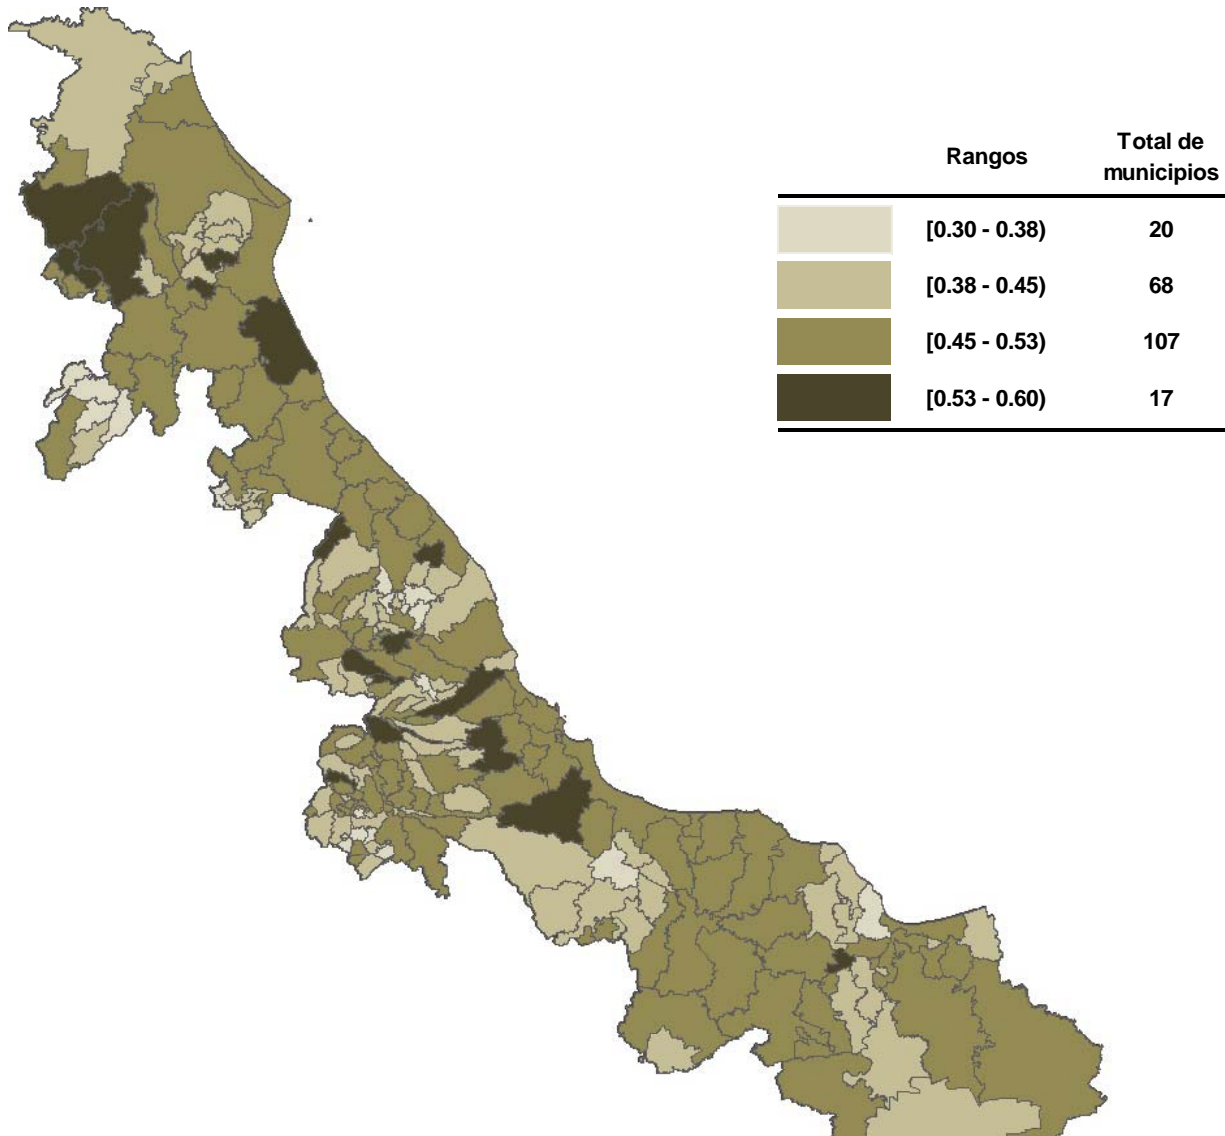 Rangos
Total de
municipios
[0.30 - 0.38) 20
[0.38 - 0.45) 68
[0.45 - 0.53) 107
[0.53 - 0.60) 17